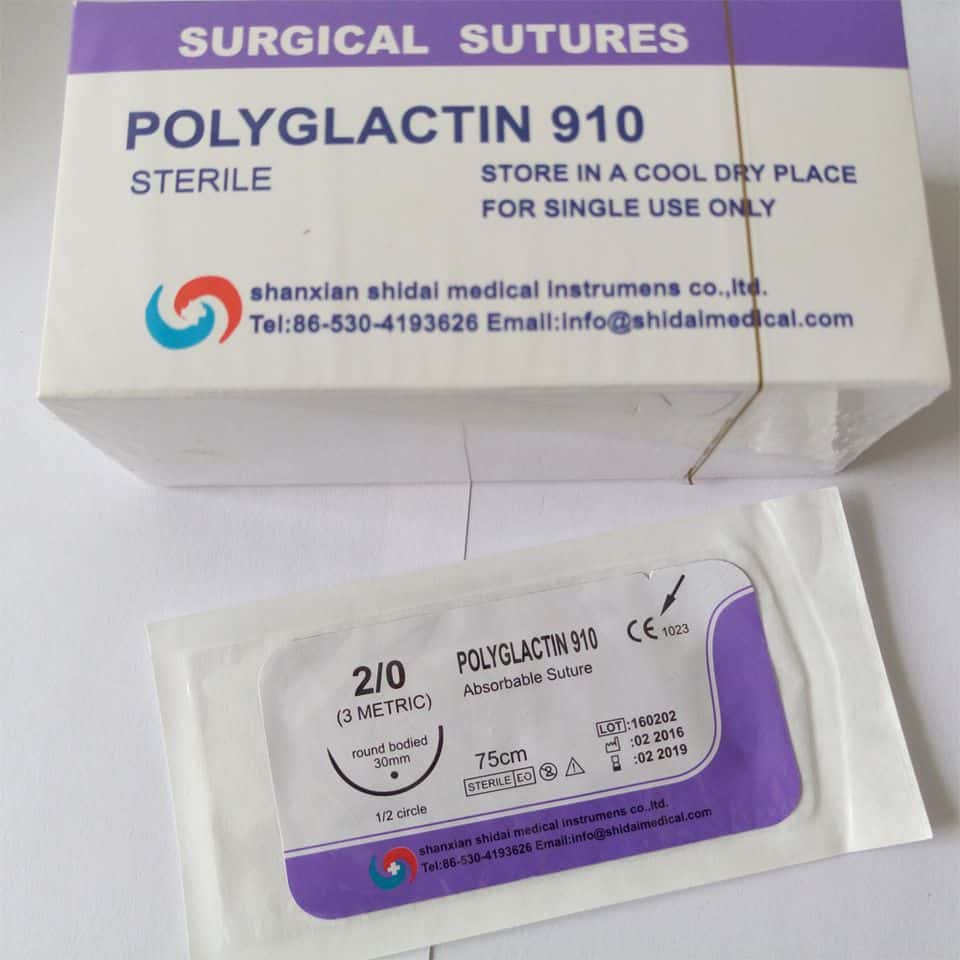 SURGICAL SUTURES
POLYGLACTIN 910
STERILE
STORE IN A COOL DRY PLACE
FOR SINGLE USE ONLY
shanxian shidai medical instrumens co.,ltd.
Tel:86-530-4193626 Email:info@shidaimedical.com
2/0
(3 METRIC)
round bodied
30mm
1/2 circle
POLYGLACTIN 910
Absorbable Suture
CE 1023
75cm
STERILE EO
2
LOT :160202
:02 2016
:02 2019
shanxian shidai medical instrumens co.,ltd.
Tel:86-530-4193626 Email:info@shidaimedical.com